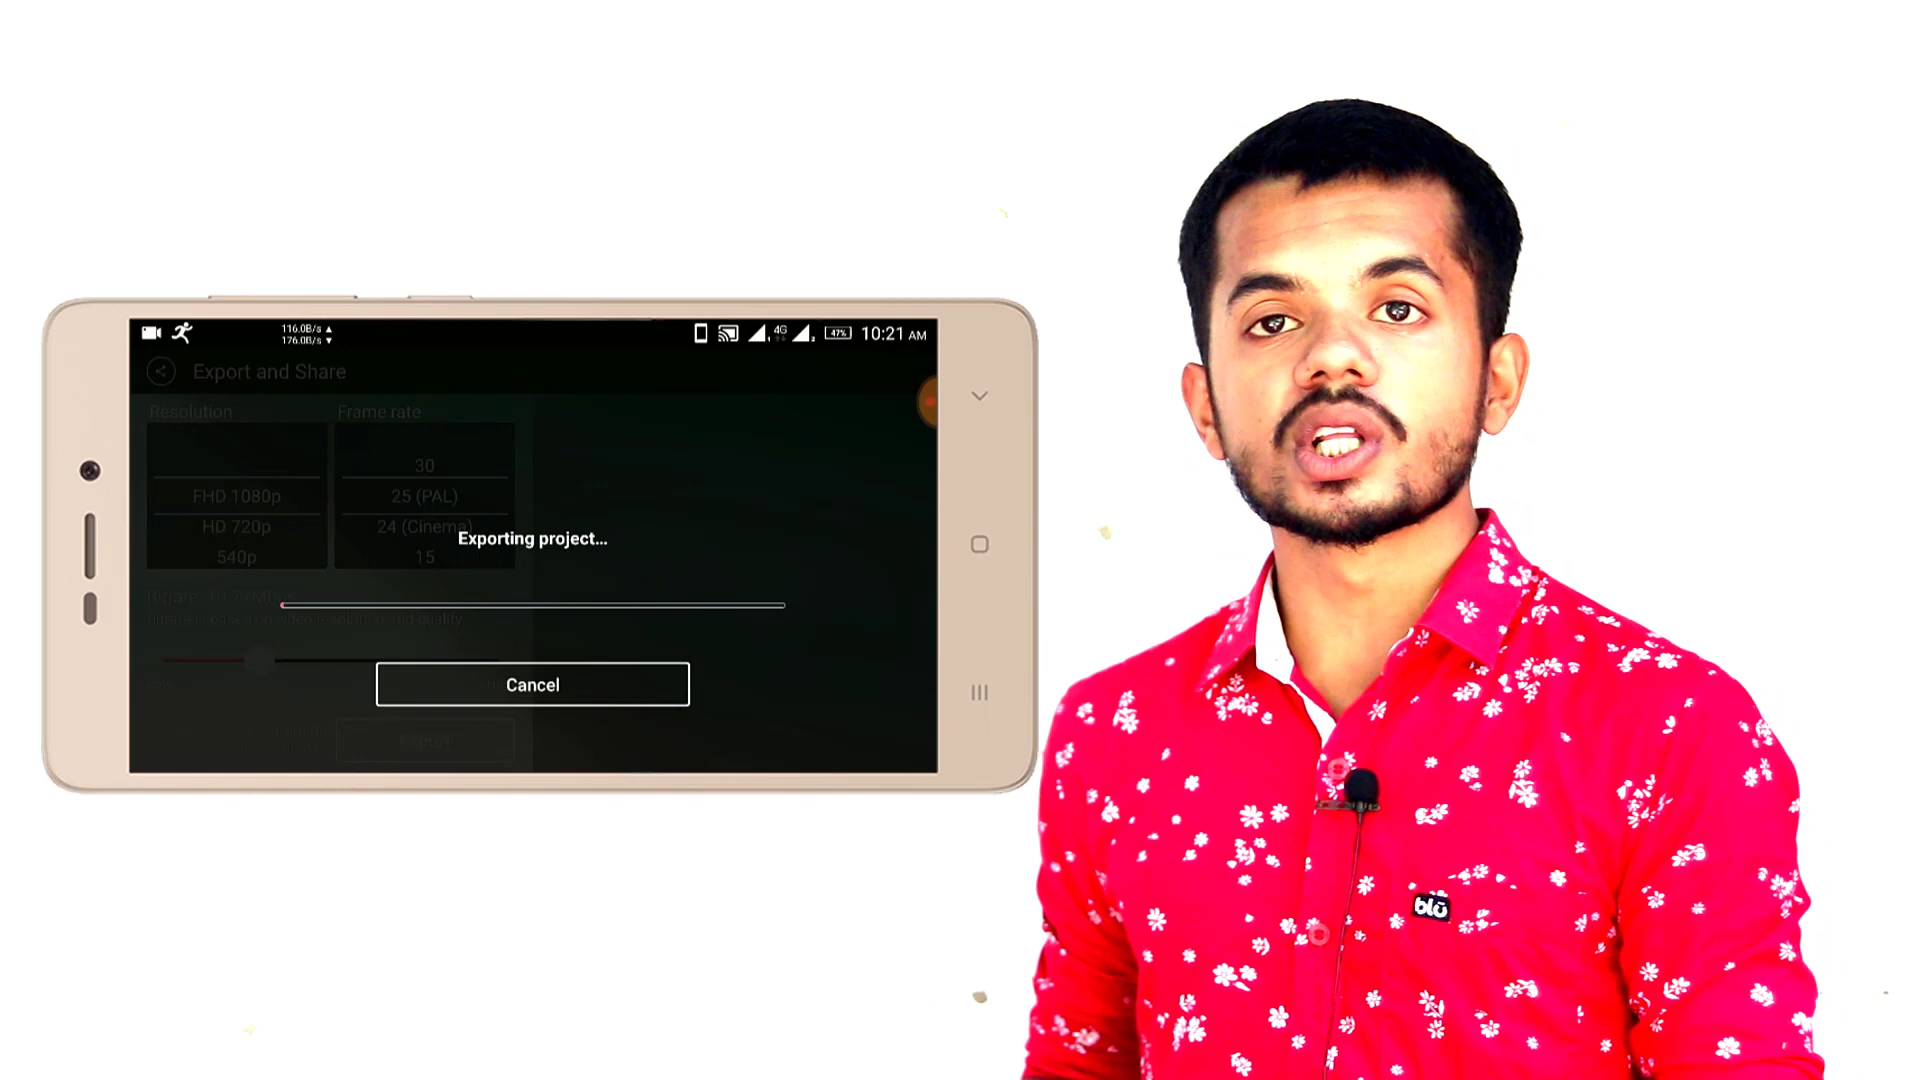 116.0B/s ▲
176.0B/s ▼
4G
47%
10:21 AM
Export and Share
Resolution
Frame rate
30
FHD 1080p
25 (PAL)
HD 720p
24 (Cinema)
Exporting project...
540p
15
Cancel
Export
blū